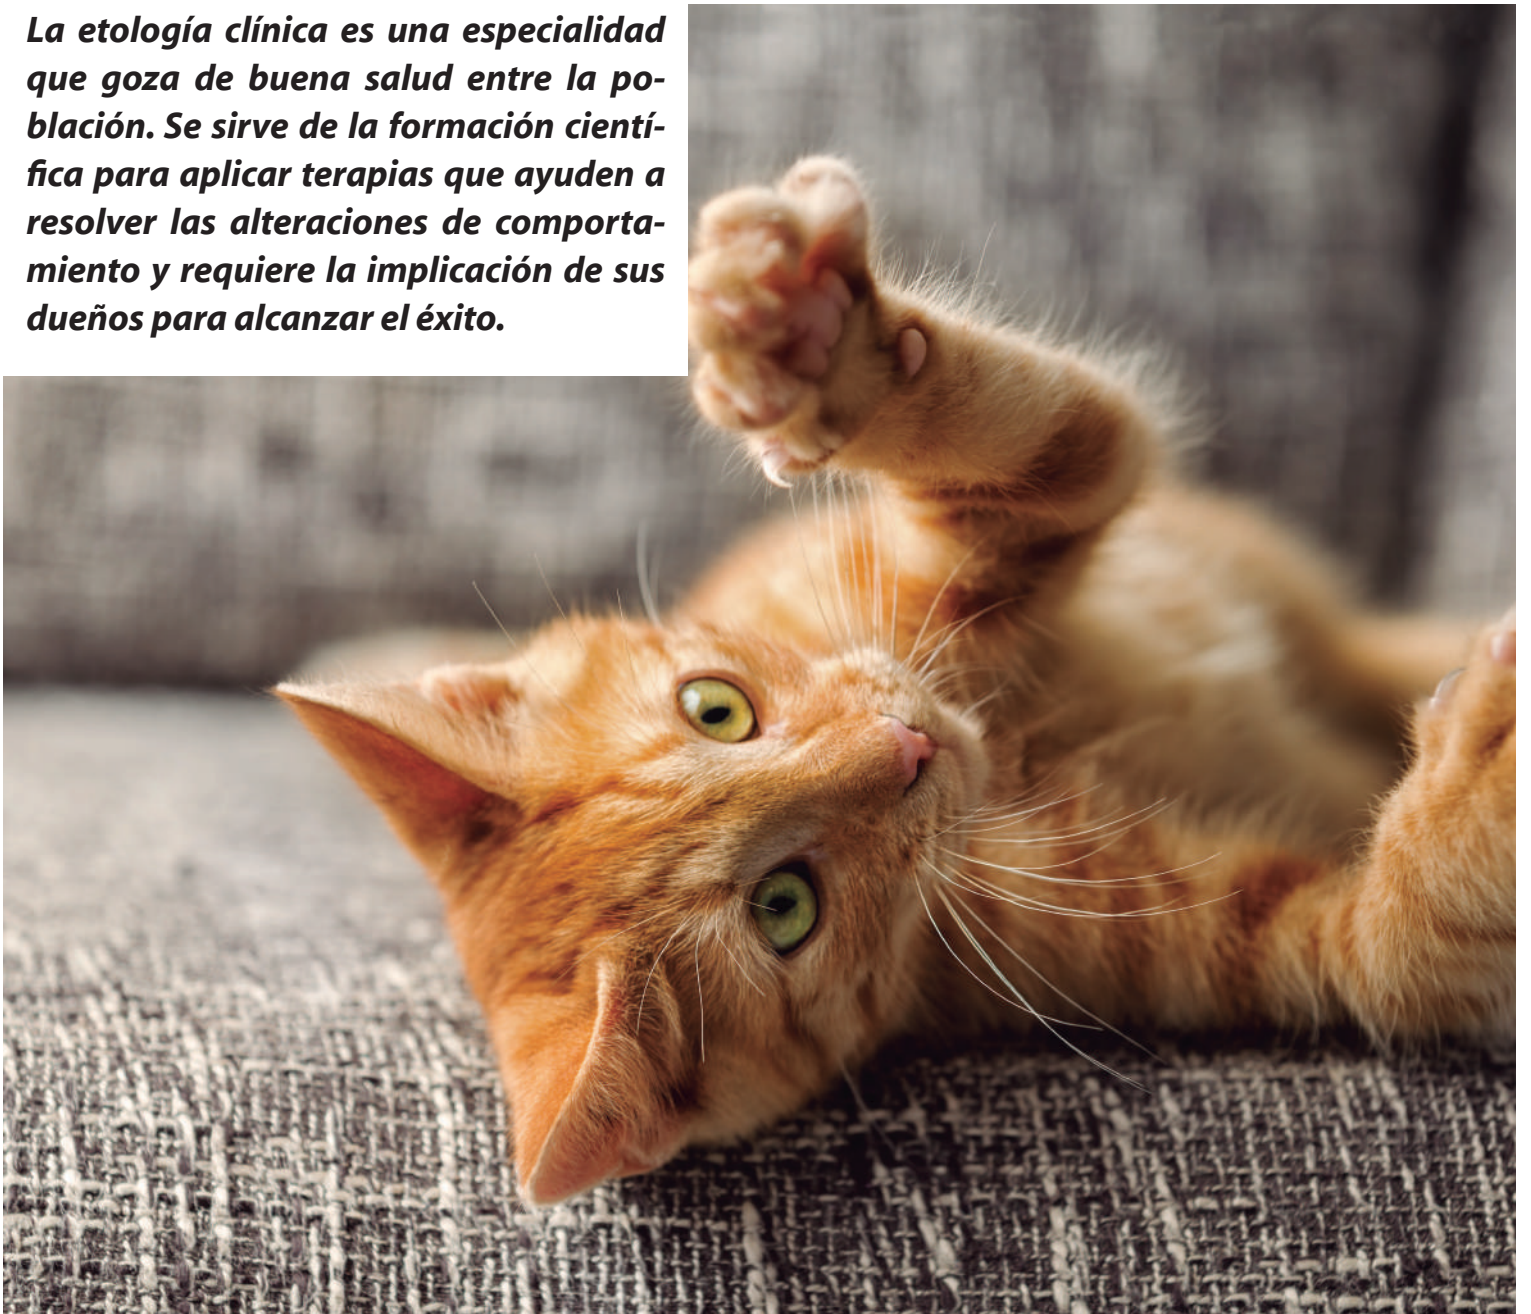 La etología clínica es una especialidad
que goza de buena salud entre la po-
blación. Se sirve de la formación cientí-
fica para aplicar terapias que ayuden a
resolver las alteraciones de comporta-
miento y requiere la implicación de sus
dueños para alcanzar el éxito.